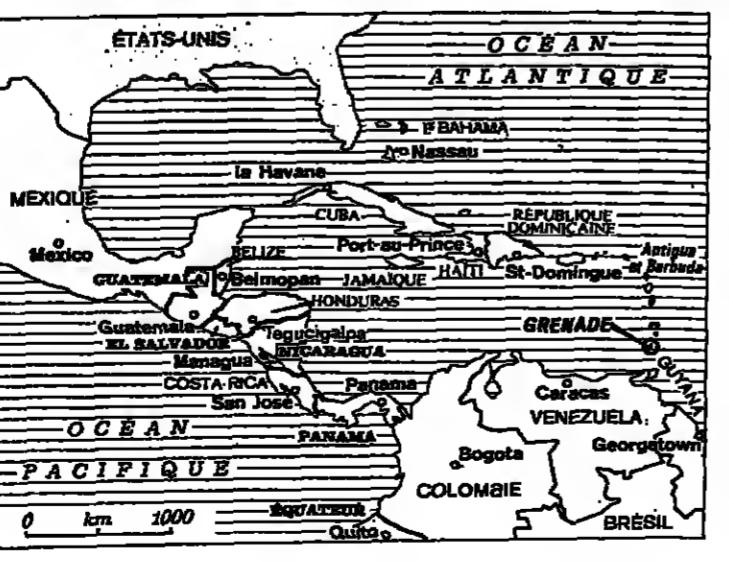 ÉTATS-UNIS
OCÉAN
ATLANTIQUE
Iˢ BAHAMA
Nassau
la Havane
MEXIQUE
CUBA
RÉPUBLIQUE
DOMINICAINE
Mexico
BELIZE
Port-au-Prince
Antigua
et Barbuda
GUATEMALA
Belmopan
JAMAÏQUE
HAÏTI
St-Domingue
HONDURAS
Guatemala
Tegucigalpa
GRENADE
EL SALVADOR
NICARAGUA
Managua
GUYANA
COSTA-RICA
Panama
Caracas
San José
VENEZUELA
OCÉAN
PANAMA
Georgetown
Bogota
PACIFIQUE
COLOMBIE
ÉQUATEUR
0 km 1000
BRÉSIL
Quito